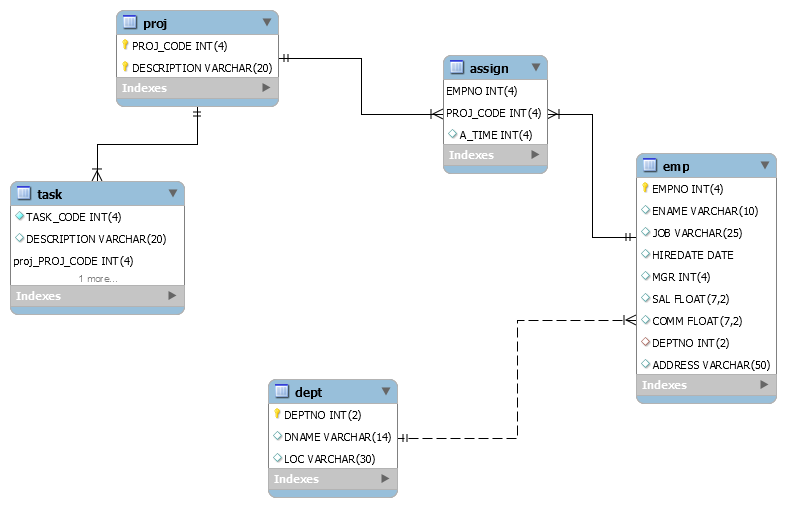 proj
PROJ_CODE INT(4)
DESCRIPTION VARCHAR(20)
Indexes
assign
EMPNO INT(4)
PROJ_CODE INT(4)
A_TIME INT(4)
Indexes
task
TASK_CODE INT(4)
DESCRIPTION VARCHAR(20)
proj_PROJ_CODE INT(4)
1 more...
Indexes
emp
EMPNO INT(4)
ENAME VARCHAR(10)
JOB VARCHAR(25)
HIREDATE DATE
MGR INT(4)
SAL FLOAT(7,2)
COMM FLOAT(7,2)
DEPTNO INT(2)
ADDRESS VARCHAR(50)
Indexes
dept
DEPTNO INT(2)
DNAME VARCHAR(14)
LOC VARCHAR(30)
Indexes